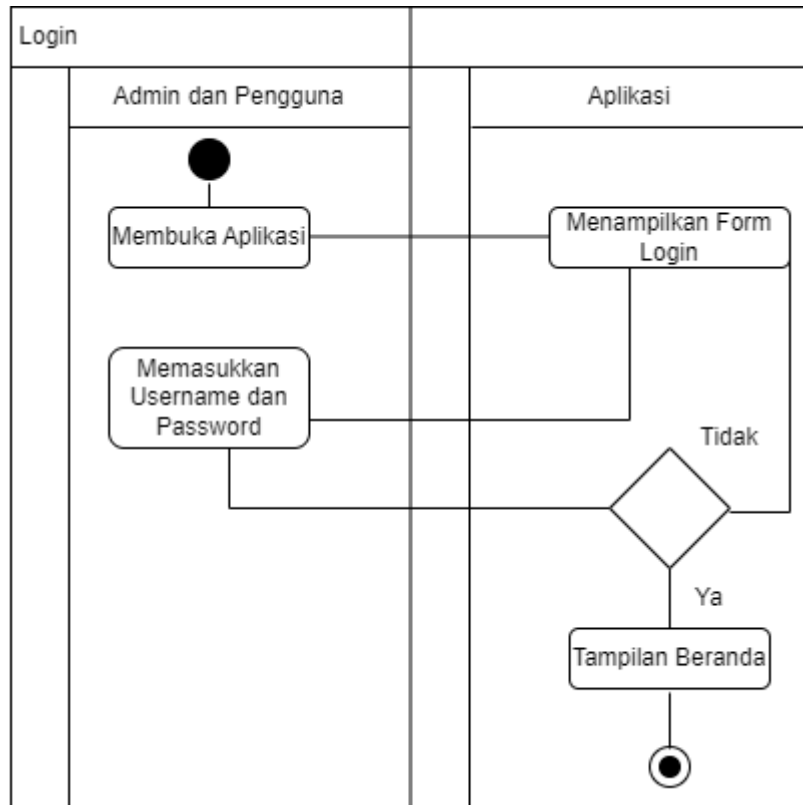 Login
Admin dan Pengguna
Aplikasi
Membuka Aplikasi
Menampilkan Form
Login
Memasukkan
Username dan
Password
Tidak
Ya
Tampilan Beranda